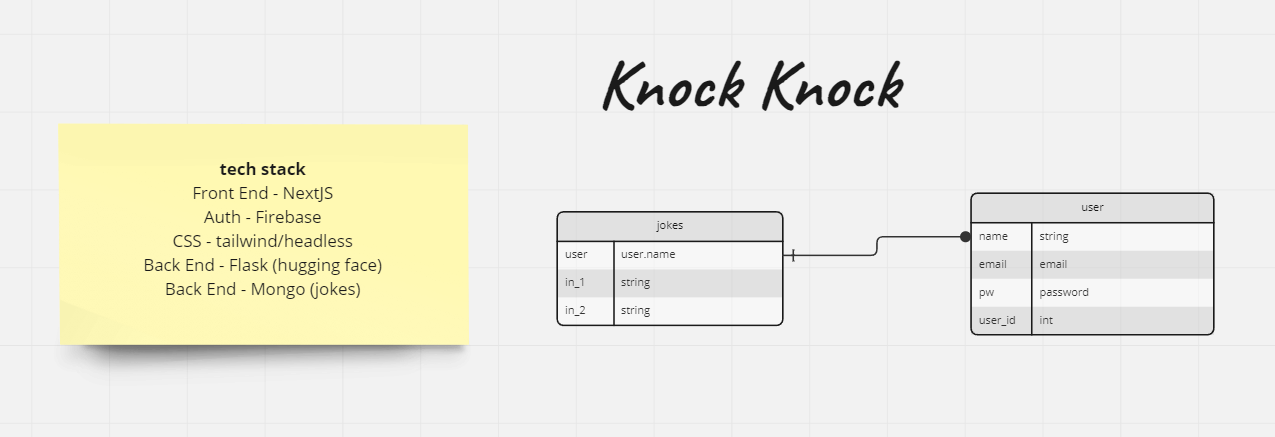 Knock Knock
tech stack
Front End - NextJS
Auth - Firebase
CSS - tailwind/headless
Back End - Flask (hugging face)
Back End - Mongo (jokes)
jokes
user user.name
in_1 string
in_2 string
user
name string
email email
pw password
user_id int